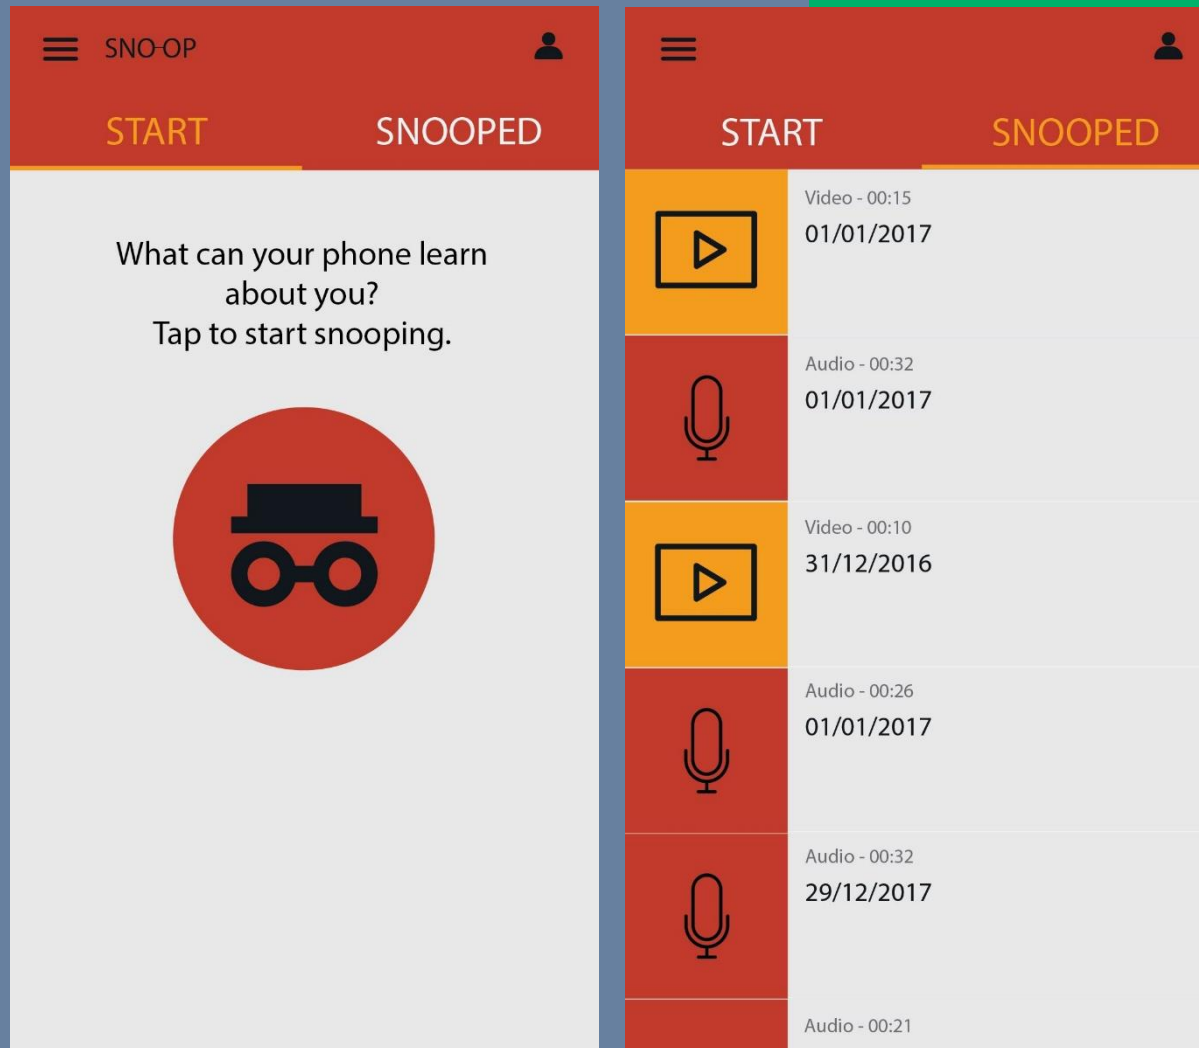 SNO-OP
START
SNOOPED
What can your phone learn
about you?
Tap to start snooping.
START
SNOOPED
Video - 00:15
01/01/2017
Audio - 00:32
01/01/2017
Video - 00:10
31/12/2016
Audio - 00:26
01/01/2017
Audio - 00:32
29/12/2017
Audio - 00:21